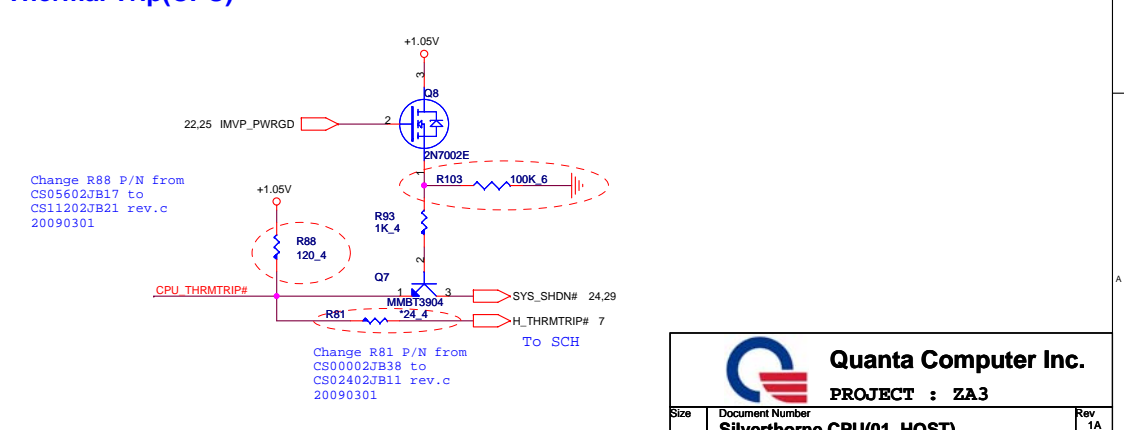 Thermal Trip(CPU)
+1.05V
3
Q8
22,25 IMVP_PWRGD
2
2N7002E
1
R103
100K_6
Change R88 P/N from
CS05602JB17 to
CS11202JB21 rev.c
20090301
+1.05V
R93
1K_4
R88
120_4
2
Q7
CPU_THRMTRIP#
1
3
SYS_SHDN# 24,29
MMBT3904
R81
*24_4
H_THRMTRIP# 7
To SCH
Change R81 P/N from
CS00002JB38 to
CS02402JB11 rev.c
20090301
A
Quanta Computer Inc.
PROJECT : ZA3
Size
Document Number
Rev
Silverthorne CPU(01_HOST)
1A